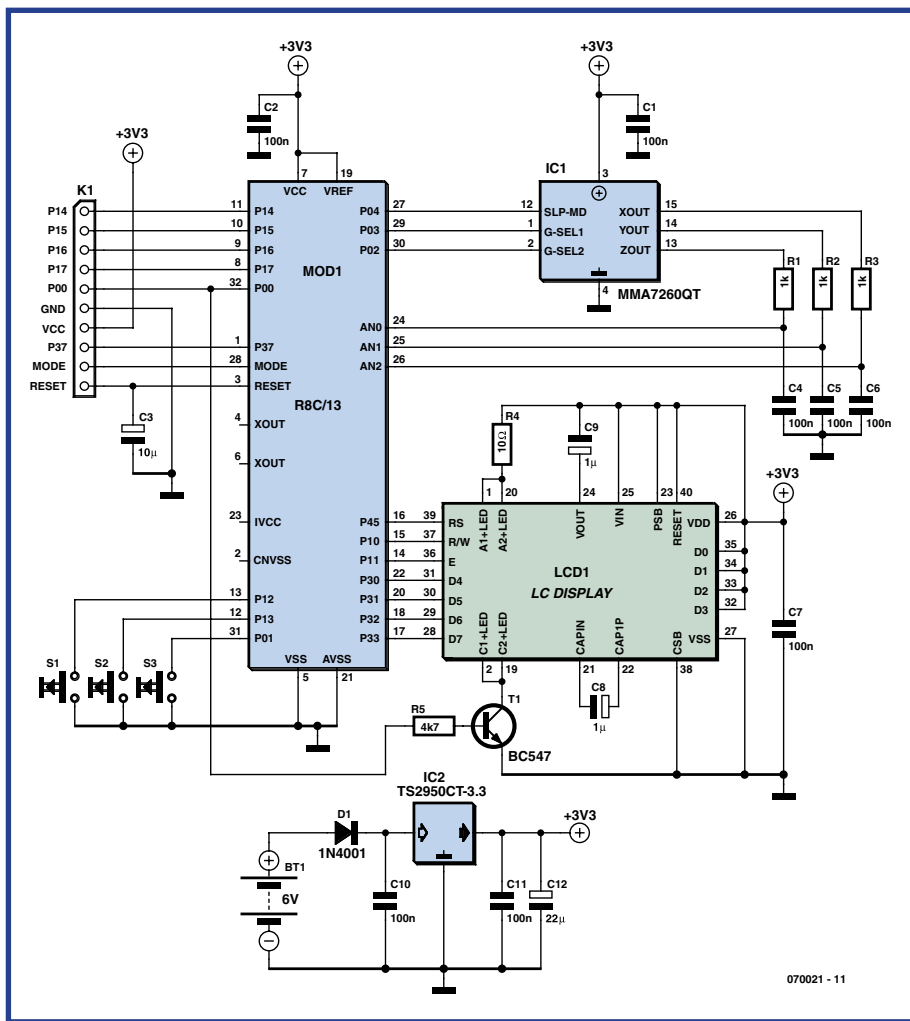 +3V3
+3V3
C2
100n
C1
100n
+3V3
7
19
3
IC1
K1
VCC
VREF
P14
11
P14
P04
27
12
SLP-MD
XOUT
15
P15
10
P15
P03
29
1
G-SEL1
YOUT
14
P16
9
P16
P02
30
2
G-SEL2
ZOUT
13
P17
8
P17
MOD1
R1
R2
R3
1k
1k
1k
P00
32
P00
4
MMA7260QT
GND
VCC
AN0
24
P37
1
P37
AN1
25
MODE
28
MODE
AN2
26
RESET
3
RESET
R8C/13
C3
10μ
4
XOUT
C4
C5
C6
100n
100n
100n
R4
10Ω
C9
1μ
6
XOUT
+3V3
1
20
24
25
23
40
23
IVCC
P45
16
39
RS
A1+LED
A2+LED
VOUT
VIN
PSB
RESET
VDD
26
P10
15
37
R/W
D0
35
2
CNVSS
P11
14
36
E
D1
34
P30
22
31
D4
LCD1
D2
33
13
P12
P31
20
30
D5
LC DISPLAY
D3
32
12
P13
P32
18
29
D6
C7
100n
31
P01
P33
17
28
D7
C1+LED
C2+LED
CAPIN
CAP1P
CSB
VSS
27
S1
S2
S3
VSS
AVSS
5
21
2
19
21
22
38
C8
1μ
T1
R5
4k7
BC547
IC2
TS2950CT-3.3
D1
1N4001
+3V3
BT1
6V
C10
100n
C11
100n
C12
22μ
070021 - 11